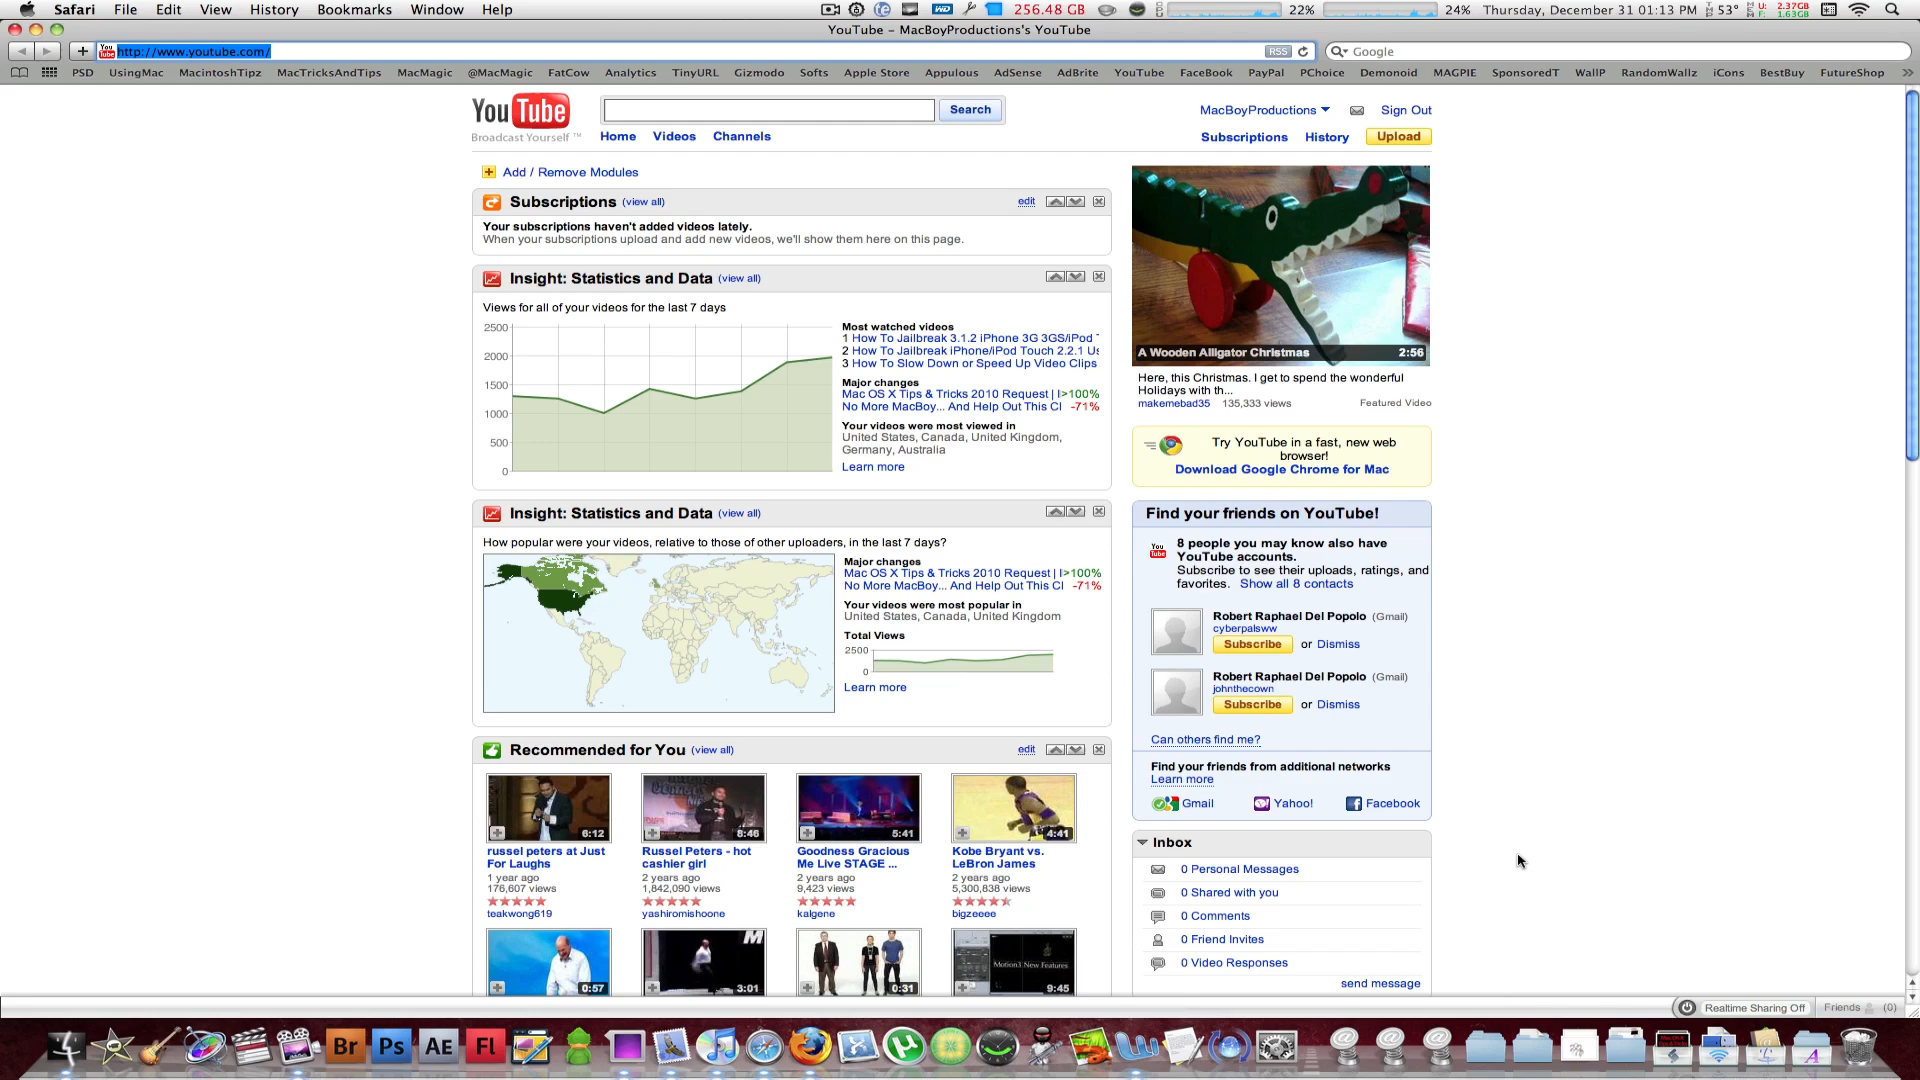 Safari File Edit View History Bookmarks Window Help
256.48 GB 22% 24% Thursday, December 31 01:13 PM 53° U: 2.37GB F: 1.63GB
YouTube – MacBoyProductions's YouTube
http://www.youtube.com/ RSS Google
PSD UsingMac MacintoshTipz MacTricksAndTips MacMagic @MacMagic FatCow Analytics TinyURL Gizmodo Softs Apple Store Appulous AdSense AdBrite YouTube FaceBook PayPal PChoice Demonoid MAGPIE SponsoredT WallP RandomWallz iCons BestBuy FutureShop
YouTube
Broadcast Yourself ™
Search
Home Videos Channels
MacBoyProductions Sign Out
Subscriptions History Upload
Add / Remove Modules
Subscriptions (view all) edit
Your subscriptions haven't added videos lately.
When your subscriptions upload and add new videos, we'll show them here on this page.
Insight: Statistics and Data (view all)
Views for all of your videos for the last 7 days
2500
2000
1500
1000
500
0
Most watched videos
1 How To Jailbreak 3.1.2 iPhone 3G 3GS/iPod
2 How To Jailbreak iPhone/iPod Touch 2.2.1 Us
3 How To Slow Down or Speed Up Video Clips
Major changes
Mac OS X Tips & Tricks 2010 Request | >100%
No More MacBoy... And Help Out This Cl -71%
Your videos were most viewed in
United States, Canada, United Kingdom,
Germany, Australia
Learn more
Insight: Statistics and Data (view all)
How popular were your videos, relative to those of other uploaders, in the last 7 days?
Major changes
Mac OS X Tips & Tricks 2010 Request | >100%
No More MacBoy... And Help Out This Cl -71%
Your videos were most popular in
United States, Canada, United Kingdom
Total Views
2500
0
Learn more
Recommended for You (view all) edit
6:12 8:46 5:41 4:41
russel peters at Just
For Laughs
1 year ago
176,607 views
teakwong619
Russel Peters - hot
cashier girl
2 years ago
1,842,090 views
yashiromishoone
Goodness Gracious
Me Live STAGE ...
2 years ago
9,423 views
kalgene
Kobe Bryant vs.
LeBron James
2 years ago
5,300,838 views
bigzeeee
0:57 3:01 0:31 9:45
Motion3 New Features
A Wooden Alligator Christmas 2:56
Here, this Christmas. I get to spend the wonderful
Holidays with th...
makemebad35 135,333 views Featured Video
Try YouTube in a fast, new web
browser!
Download Google Chrome for Mac
Find your friends on YouTube!
8 people you may know also have
YouTube accounts.
Subscribe to see their uploads, ratings, and
favorites. Show all 8 contacts
Robert Raphael Del Popolo (Gmail)
cyberpalsww
Subscribe or Dismiss
Robert Raphael Del Popolo (Gmail)
johnthecown
Subscribe or Dismiss
Can others find me?
Find your friends from additional networks
Learn more
Gmail Yahoo! Facebook
Inbox
0 Personal Messages
0 Shared with you
0 Comments
0 Friend Invites
0 Video Responses
send message
Realtime Sharing Off Friends (0)
Br Ps AE Fl